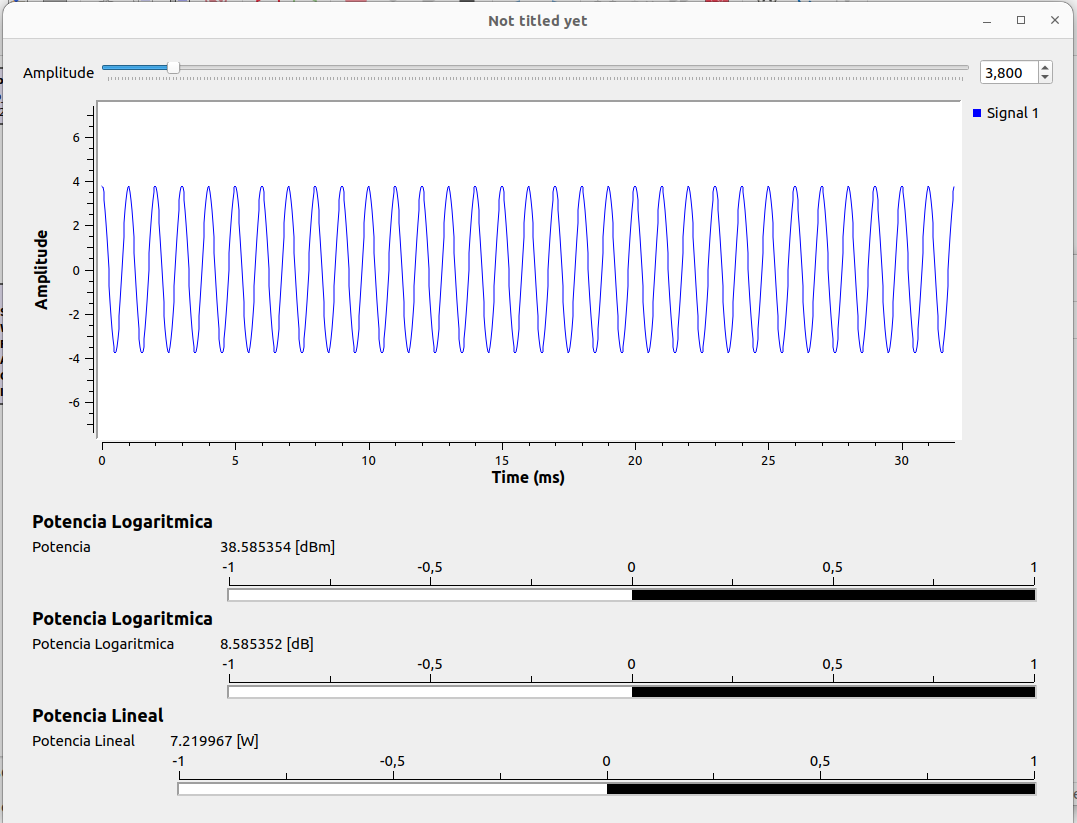 Not titled yet
Amplitude
3,800
Signal 1
Amplitude
6
4
2
0
-2
-4
-6
0 5 10 15 20 25 30
Time (ms)
Potencia Logaritmica
Potencia 38.585354 [dBm]
-1 -0,5 0 0,5 1
Potencia Logaritmica
Potencia Logaritmica 8.585352 [dB]
-1 -0,5 0 0,5 1
Potencia Lineal
Potencia Lineal 7.219967 [W]
-1 -0,5 0 0,5 1